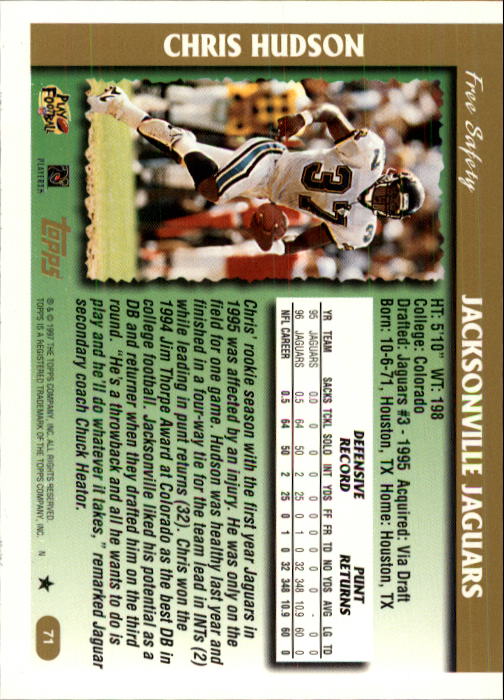 CHRIS HUDSON
Free Safety
JACKSONVILLE JAGUARS
HT: 5'10" WT: 198
College: Colorado
Drafted: Jaguars #3 - 1995 Acquired: Via Draft
Born: 10-6-71, Houston, TX Home: Houston, TX
DEFENSIVE RECORD PUNT RETURNS
YR TEAM SACKS TCKL SOLO INT YDS FF FR TD NO YDS AVG LG TD
95 JAGUARS 0.0 0 0 0 0 0 0 0 0 0 - 0 0
96 JAGUARS 0.5 64 50 2 25 0 1 0 32 348 10.9 60 0
NFL CAREER 0.5 64 50 2 25 0 1 0 32 348 10.9 60 0
Chris' rookie season with the first year Jaguars in
1995 was affected by an injury. He was only on the
field for one game. Hudson was healthy last year and
finished in a four-way tie for the team lead in INTs (2)
while leading in punt returns (32). Chris won the
1994 Jim Thorpe Award at Colorado as the best DB in
college football. Jacksonville liked his potential as a
DB and returner when they drafted him on the third
round. "He's a throwback and all he wants to do is
play and he'll do whatever it takes," remarked Jaguar
secondary coach Chuck Heater.
37
PLAY FOOTBALL
PLAYERS
TOPPS
® & © 1997 THE TOPPS COMPANY, INC. ALL RIGHTS RESERVED.
TOPPS IS A REGISTERED TRADEMARK OF THE TOPPS COMPANY, INC. N
71